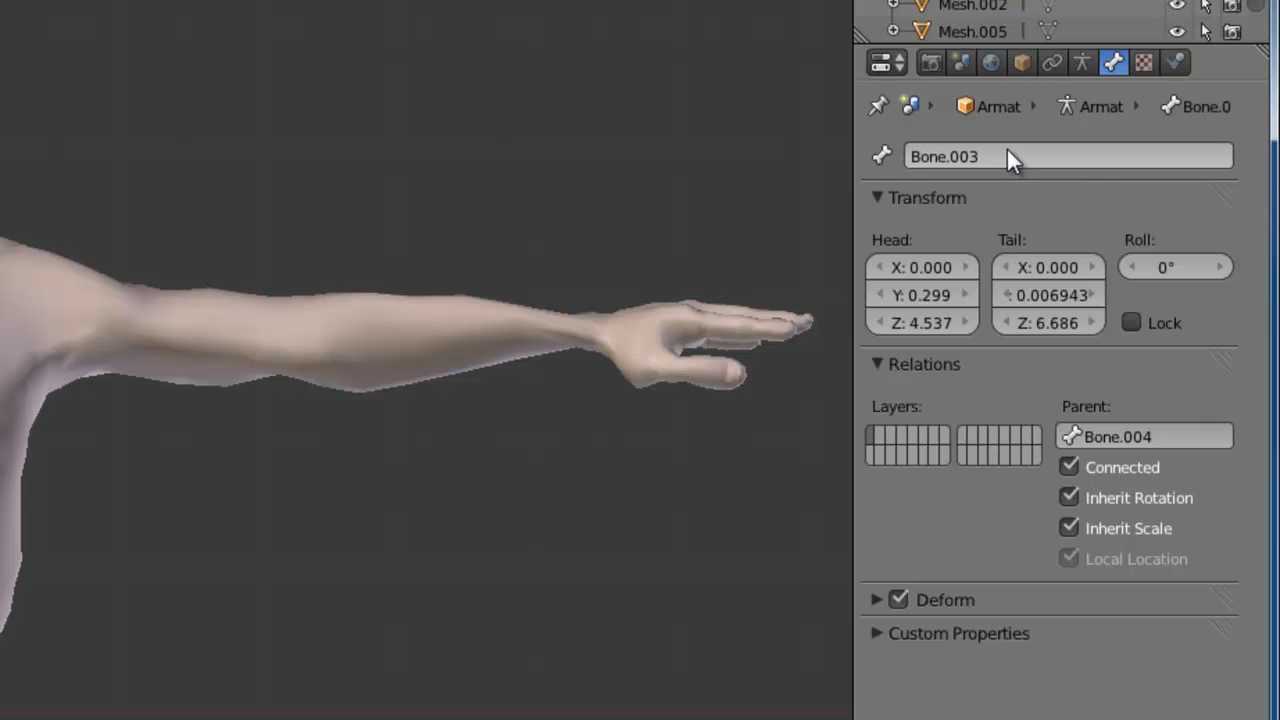 Mesh.002
Mesh.005
Armat Armat Bone.0
Bone.003
Transform
Head: Tail: Roll:
X: 0.000 X: 0.000 0°
Y: 0.299 : 0.006943
Z: 4.537 Z: 6.686 Lock
Relations
Layers: Parent:
Bone.004
Connected
Inherit Rotation
Inherit Scale
Local Location
Deform
Custom Properties